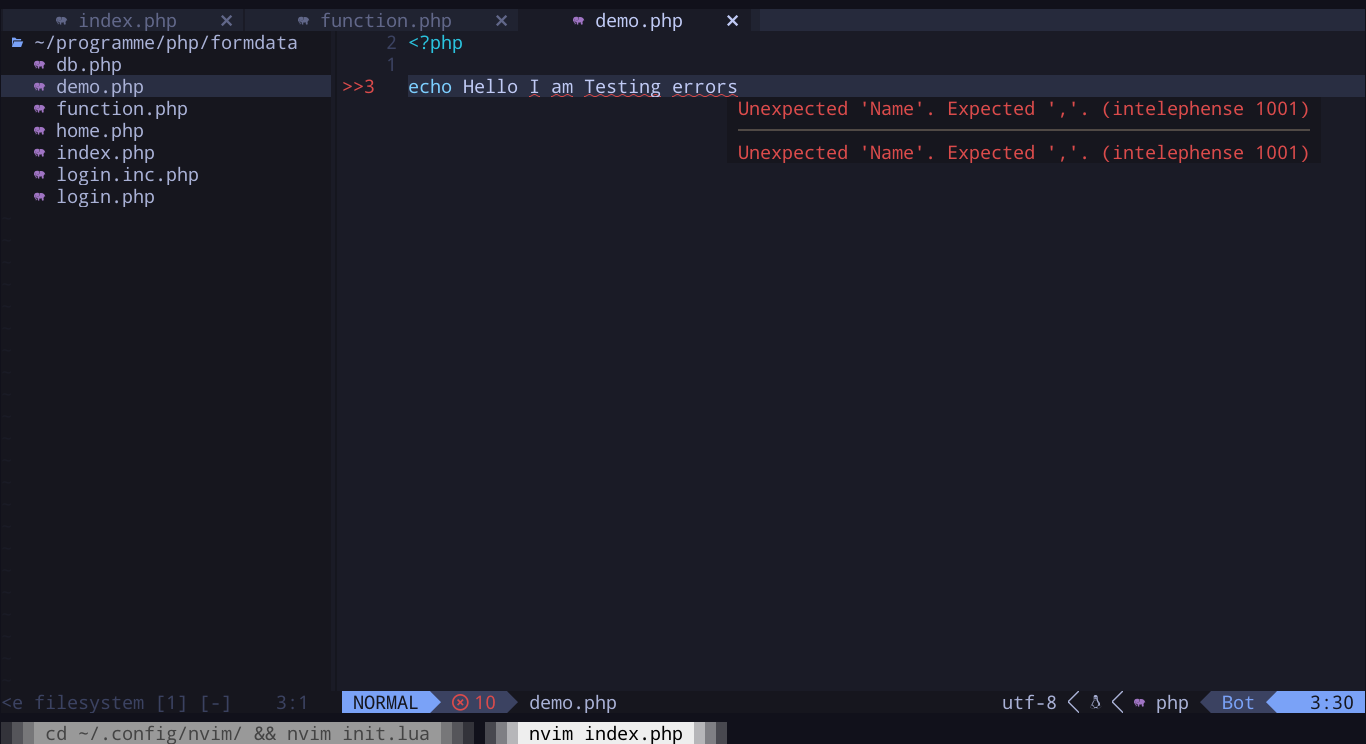 index.php ✕ function.php ✕ demo.php ✕
~/programme/php/formdata
db.php
demo.php
function.php
home.php
index.php
login.inc.php
login.php
2 <?php
1
>>3 echo Hello I am Testing errors
Unexpected 'Name'. Expected ','. (intelephense 1001)
Unexpected 'Name'. Expected ','. (intelephense 1001)
<e filesystem [1] [-] 3:1
NORMAL 10 demo.php utf-8 php Bot 3:30
cd ~/.config/nvim/ && nvim init.lua nvim index.php